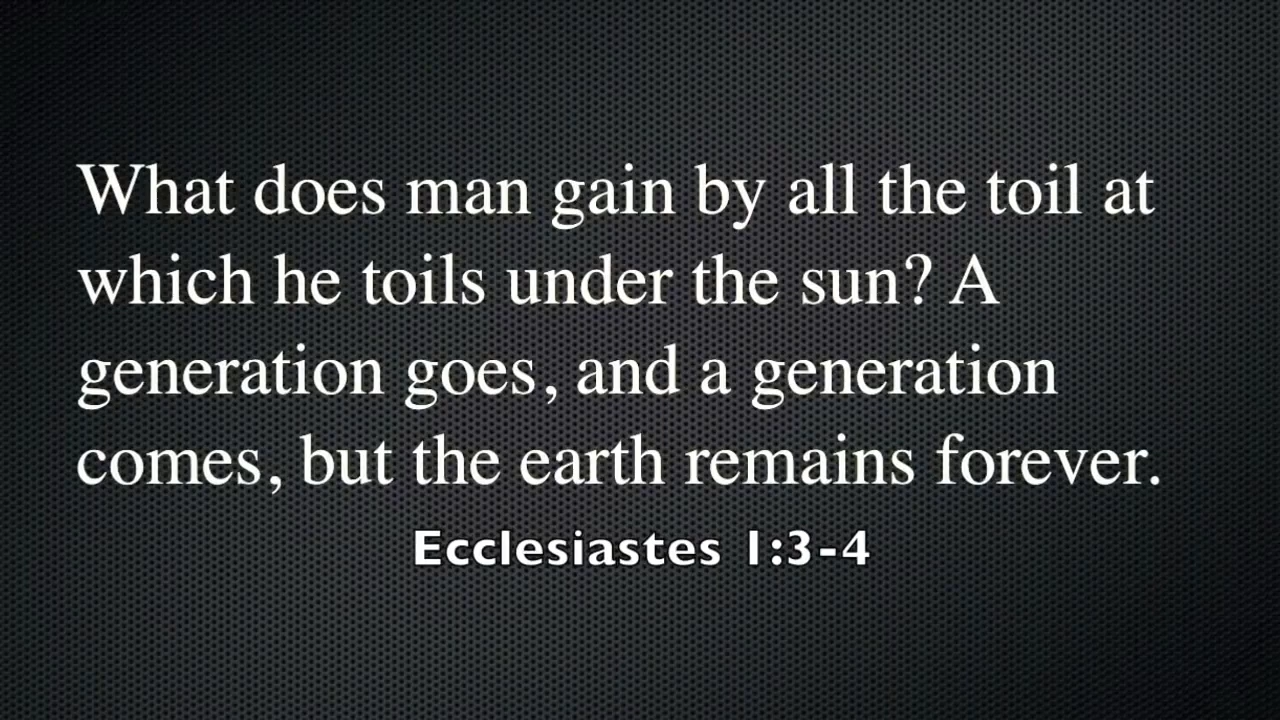 What does man gain by all the toil at
which he toils under the sun? A
generation goes, and a generation
comes, but the earth remains forever.
Ecclesiastes 1:3-4